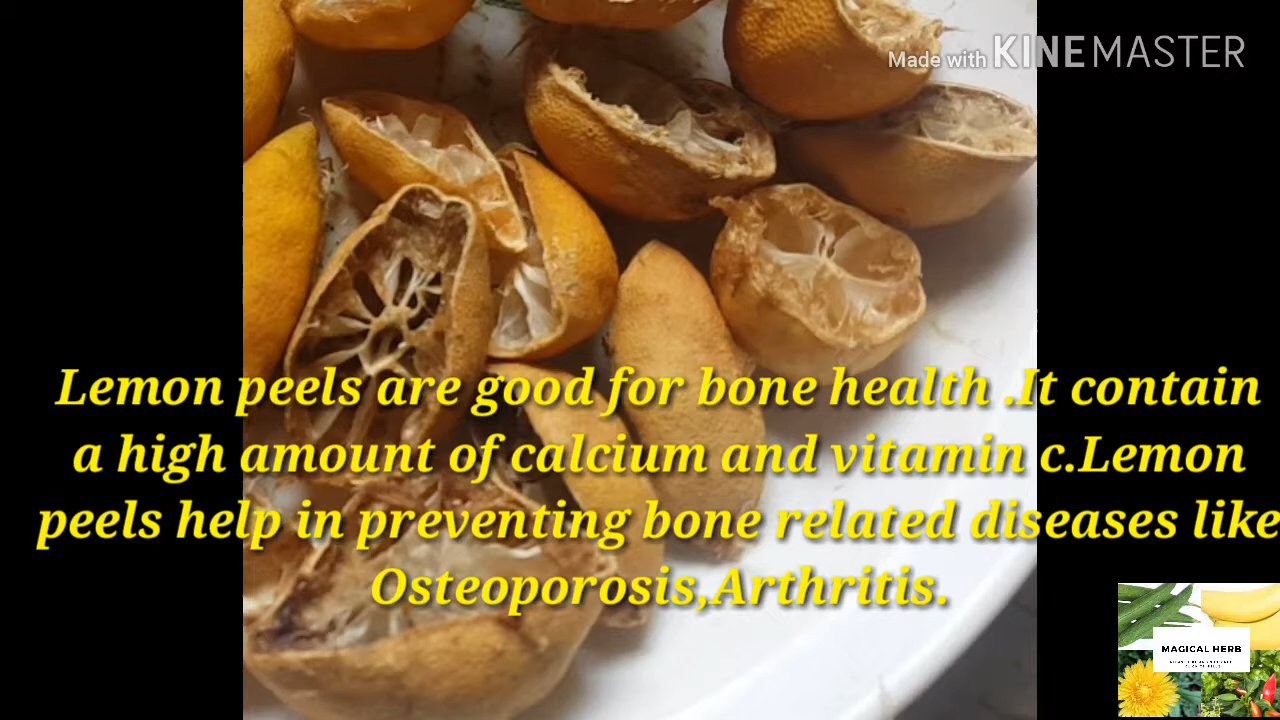 Made with KINEMASTER
Lemon peels are good for bone health .It contain
a high amount of calcium and vitamin c.Lemon
peels help in preventing bone related diseases like
Osteoporosis,Arthritis.
MAGICAL HERB